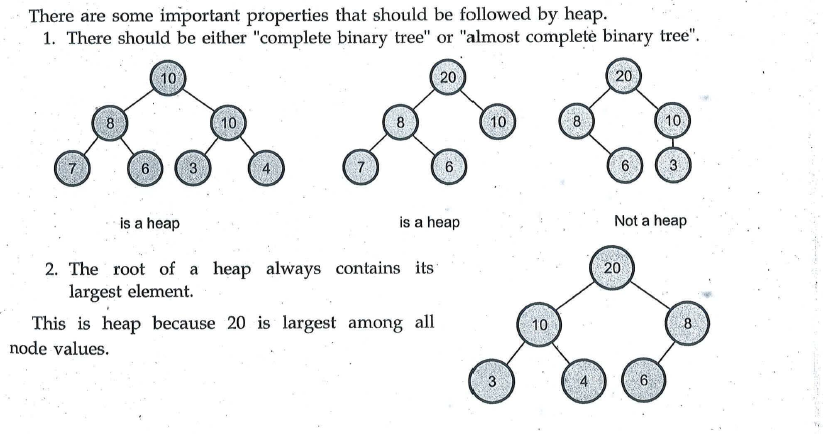 There are some important properties that should be followed by heap.
1. There should be either "complete binary tree" or "almost complete binary tree".
10
8
10
7
6
3
4
20
8
10
7
6
20
8
10
6
3
is a heap
is a heap
Not a heap
2. The root of a heap always contains its
largest element.
This is heap because 20 is largest among all
node values.
20
10
8
3
4
6